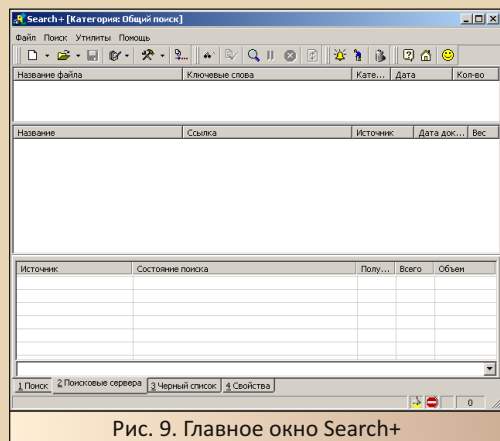 Search+ [Категория: Общий поиск]
Файл Поиск Утилиты Помощь
Название файла Ключевые слова Кате... Дата Кол-во
Название Ссылка Источник Дата док... Вес
Источник Состояние поиска Полу... Всего Объем
1 Поиск 2 Поисковые сервера 3 Черный список 4 Свойства
0
Рис. 9. Главное окно Search+